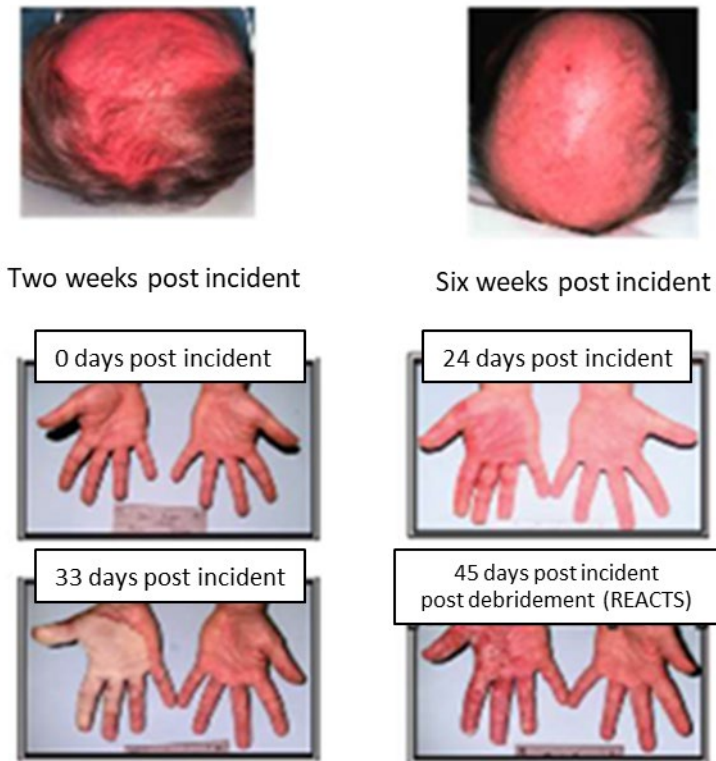 Two weeks post incident
Six weeks post incident
0 days post incident
24 days post incident
33 days post incident
45 days post incident
post debridement (REACTS)